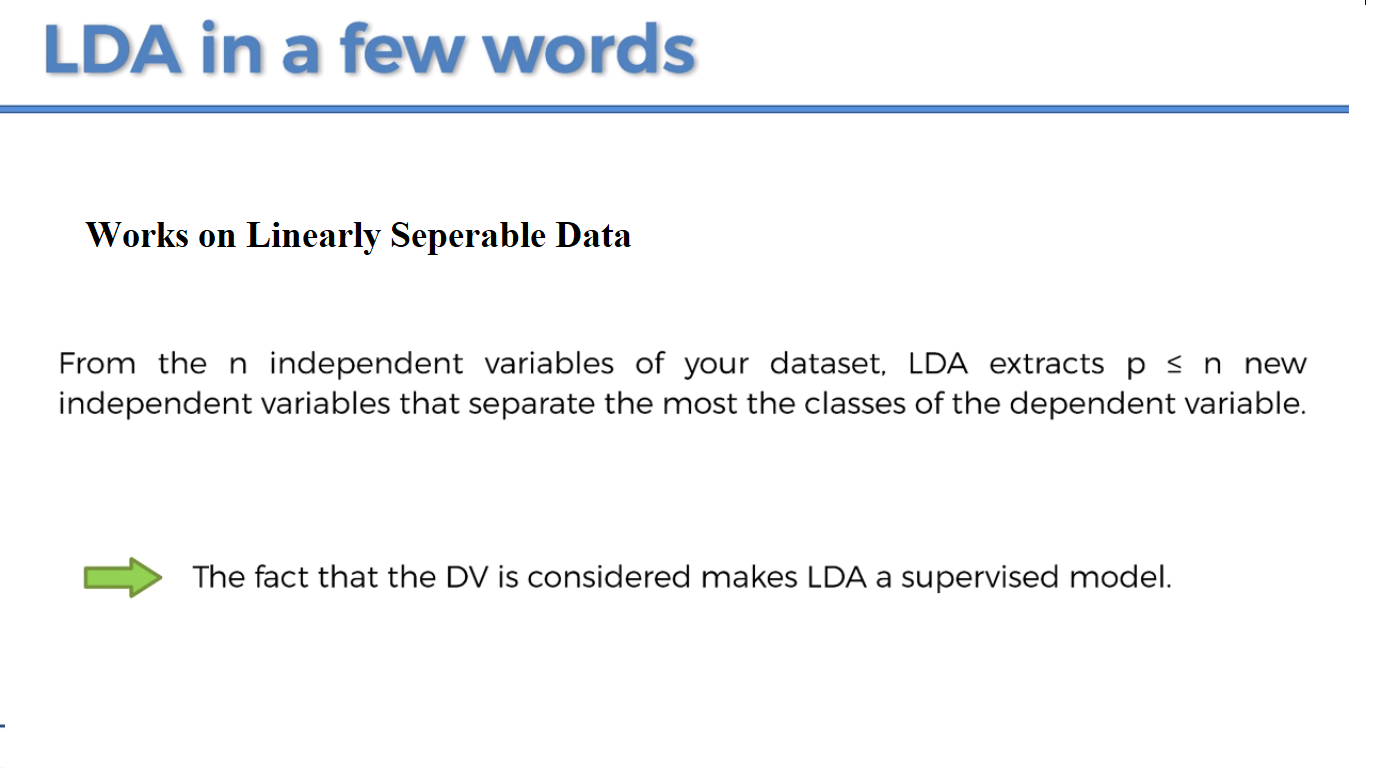 LDA in a few words
Works on Linearly Seperable Data
From the n independent variables of your dataset, LDA extracts p ≤ n new
independent variables that separate the most the classes of the dependent variable.
The fact that the DV is considered makes LDA a supervised model.